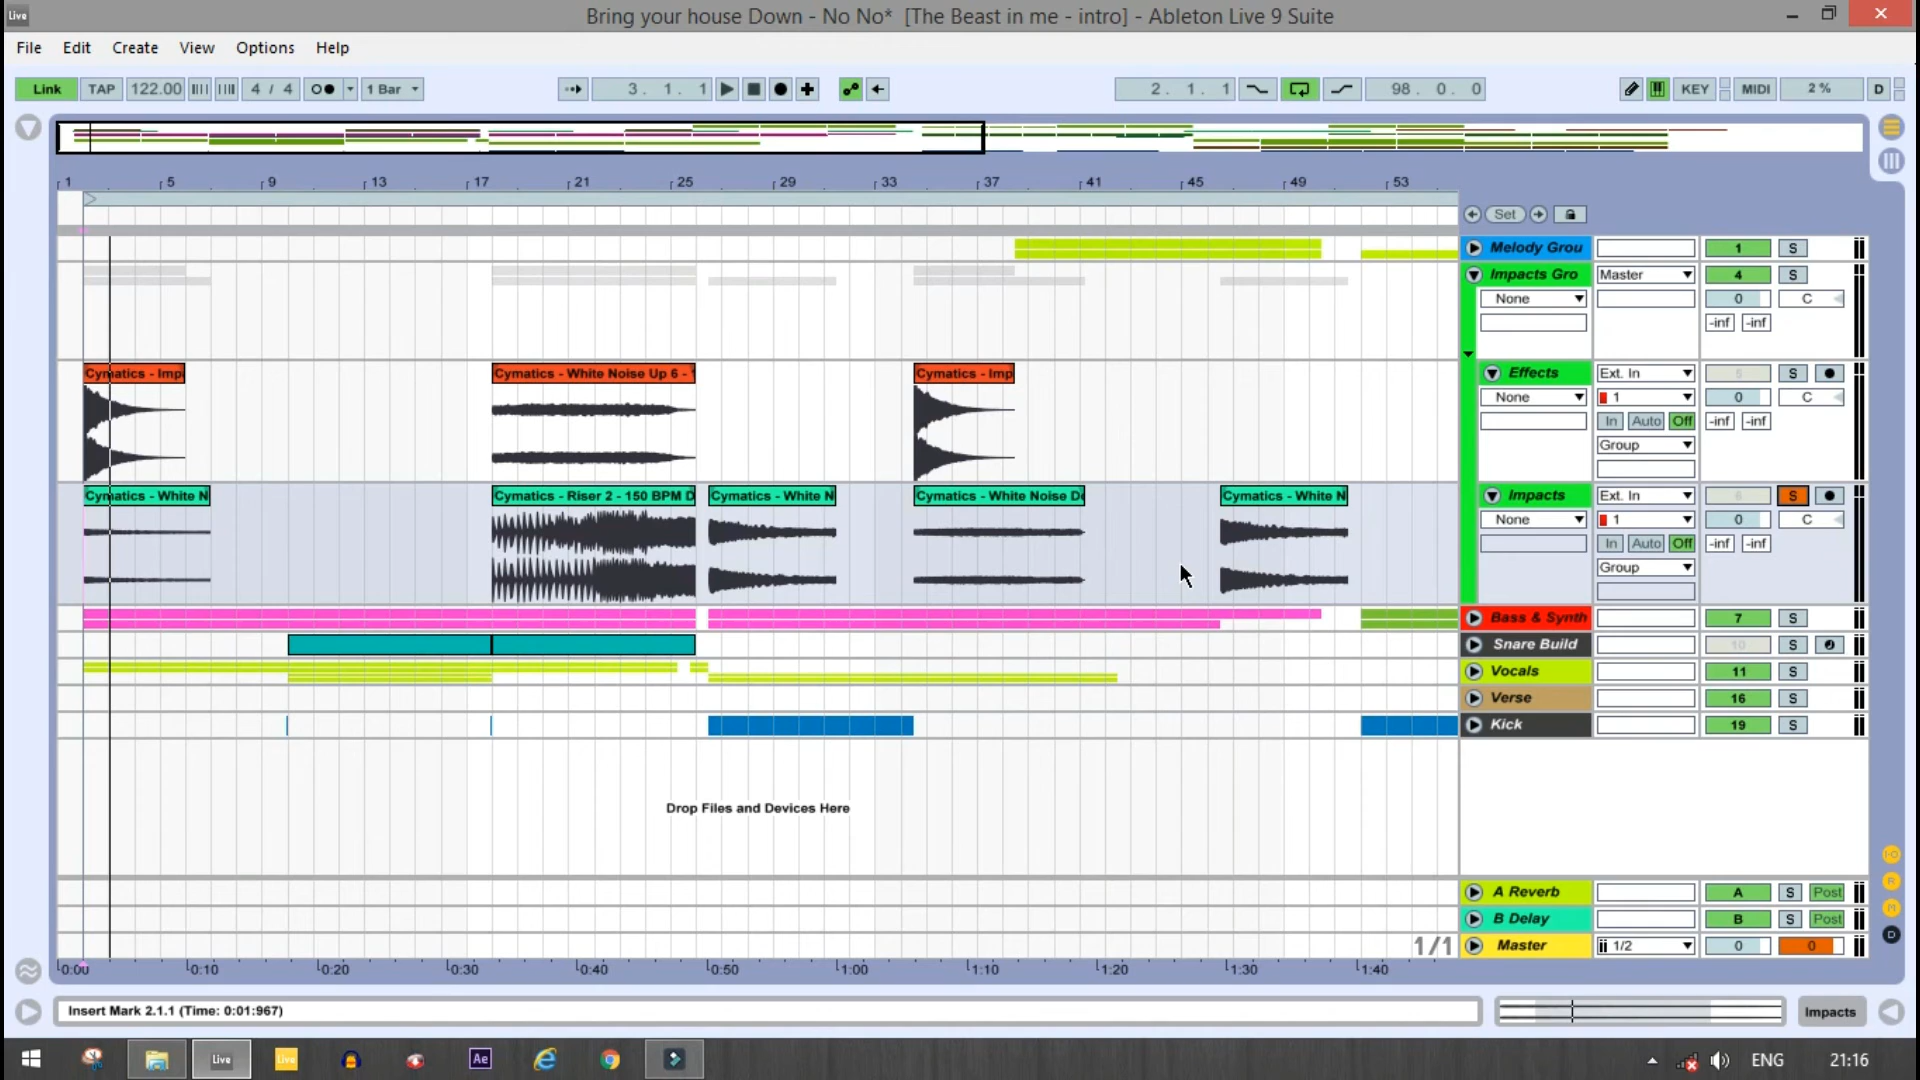 Live
Bring your house Down - No No*  [The Beast in me - intro] - Ableton Live 9 Suite
File Edit Create View Options Help
Link TAP 122.00 4 / 4 1 Bar 3. 1. 1 2. 1. 1 98. 0. 0 KEY MIDI 2 % D
1 5 9 13 17 21 25 29 33 37 41 45 49 53
Set
Melody Grou 1 S
Impacts Gro Master 4 S
None 0 C
-inf -inf
Cymatics - Imp Cymatics - White Noise Up 6 - Cymatics - Imp Effects Ext. In S
None 1 0 C
In Auto Off -inf -inf
Group
Cymatics - White N Cymatics - Riser 2 - 150 BPM D Cymatics - White N Cymatics - White Noise De Cymatics - White N Impacts Ext. In S
None 1 0 C
In Auto Off -inf -inf
Group
Bass & Synth 7 S
Snare Build 10 S
Vocals 11 S
Verse 16 S
Kick 19 S
Drop Files and Devices Here
A Reverb A S Post
B Delay B S Post
1/1 Master 1/2 0 0
0:00 0:10 0:20 0:30 0:40 0:50 1:00 1:10 1:20 1:30 1:40
Insert Mark 2.1.1 (Time: 0:01:967) Impacts
Live Live Ae ENG 21:16